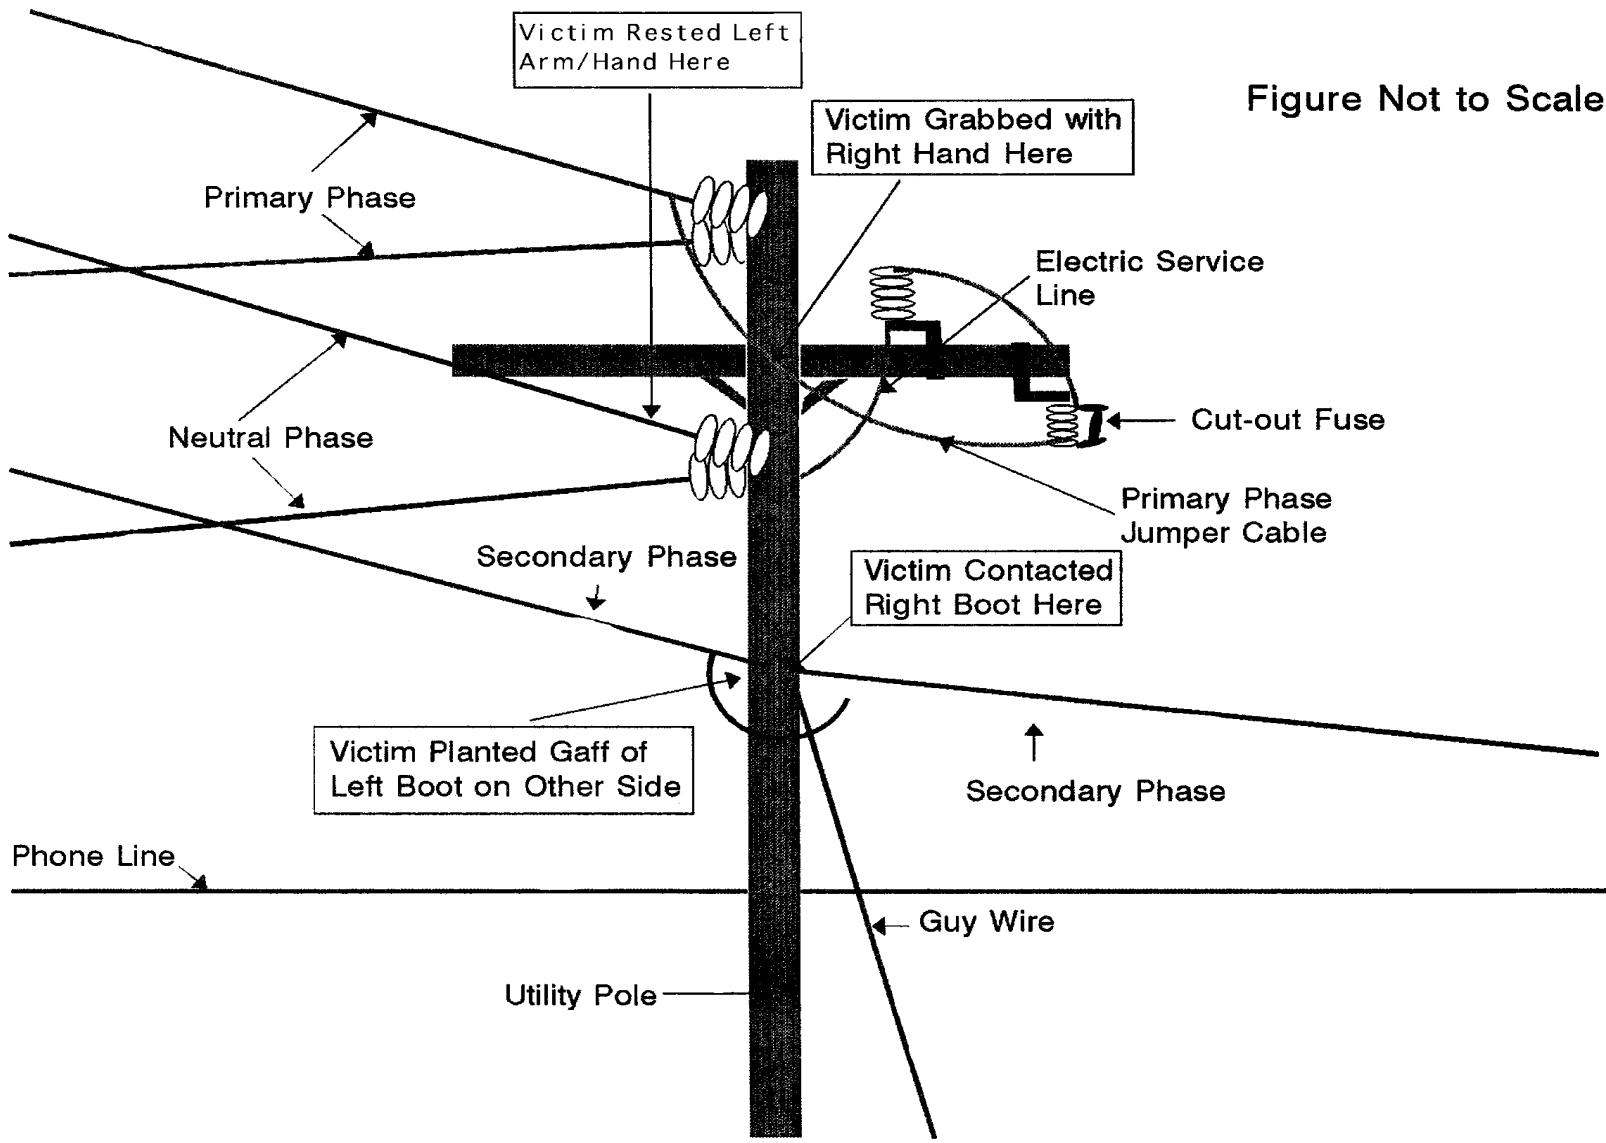 Victim Rested Left
Arm/Hand Here
Figure Not to Scale
Victim Grabbed with
Right Hand Here
Primary Phase
Electric Service
Line
Cut-out Fuse
Neutral Phase
Primary Phase
Jumper Cable
Secondary Phase
Victim Contacted
Right Boot Here
Victim Planted Gaff of
Left Boot on Other Side
Secondary Phase
Phone Line
Guy Wire
Utility Pole